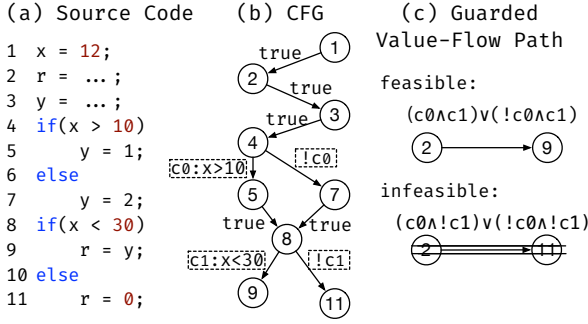 (a) Source Code
1 x = 12;
2 r = ...;
3 y = ...;
4 if(x > 10)
5 y = 1;
6 else
7 y = 2;
8 if(x < 30)
9 r = y;
10 else
11 r = 0;
(b) CFG
1
true
2
true
3
true
4
c0:x>10
!c0
5
7
true
true
8
c1:x<30
!c1
9
11
(c) Guarded
Value-Flow Path
feasible:
(c0∧c1)∨(!c0∧c1)
2
9
infeasible:
(c0∧!c1)∨(!c0∧!c1)
2
11